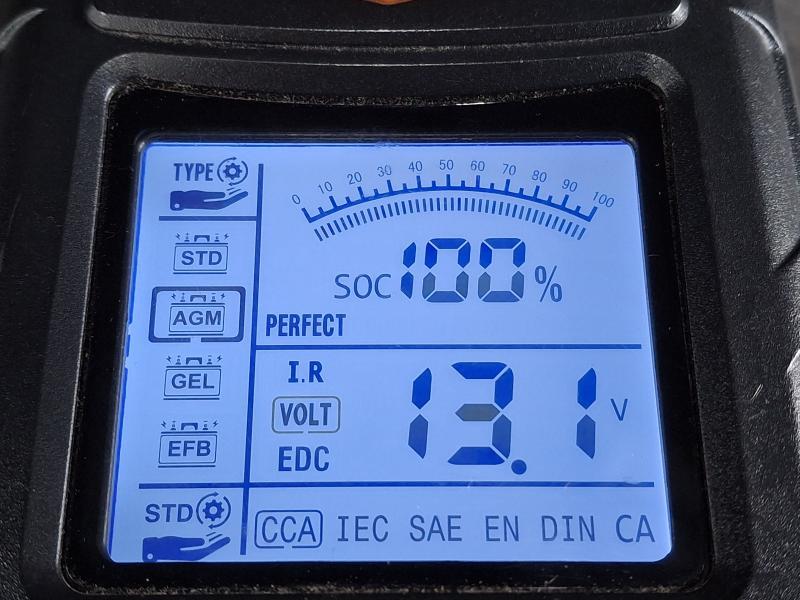 TYPE
0 10 20 30 40 50 60 70 80 90 100
STD
SOC 100 %
AGM
PERFECT
GEL
I.R
VOLT 13.1 V
EFB
EDC
STD
CCA IEC SAE EN DIN CA